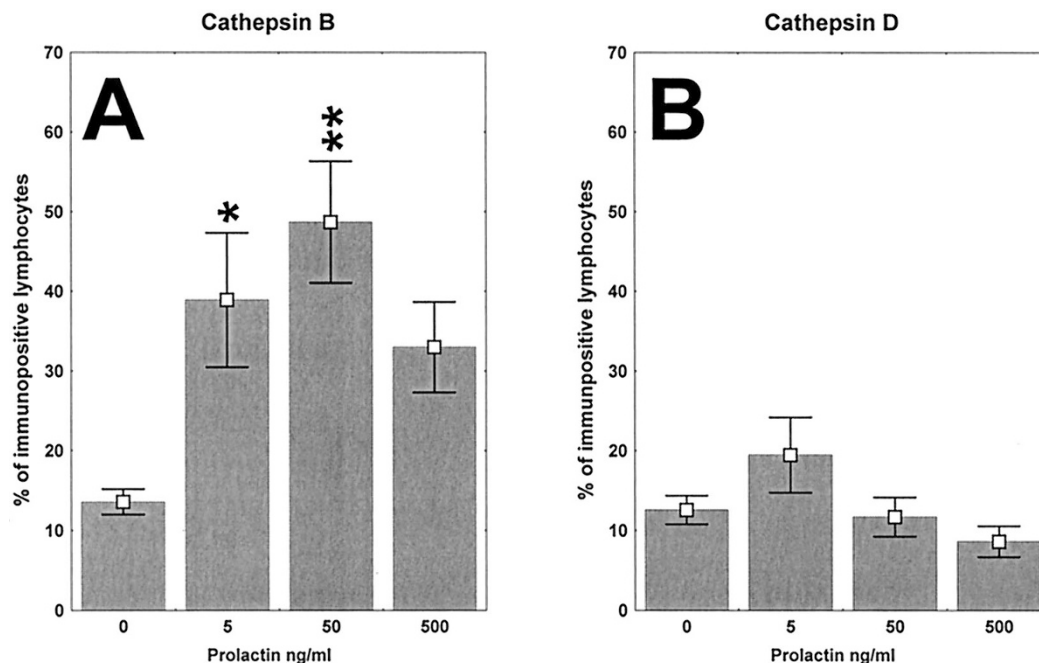 Cathepsin B
A
% of immunopositive lymphocytes
70
60
50
40
30
20
10
0
*
**
0 5 50 500
Prolactin ng/ml
Cathepsin D
B
% of immunpositive lymphocytes
70
60
50
40
30
20
10
0
0 5 50 500
Prolactin ng/ml